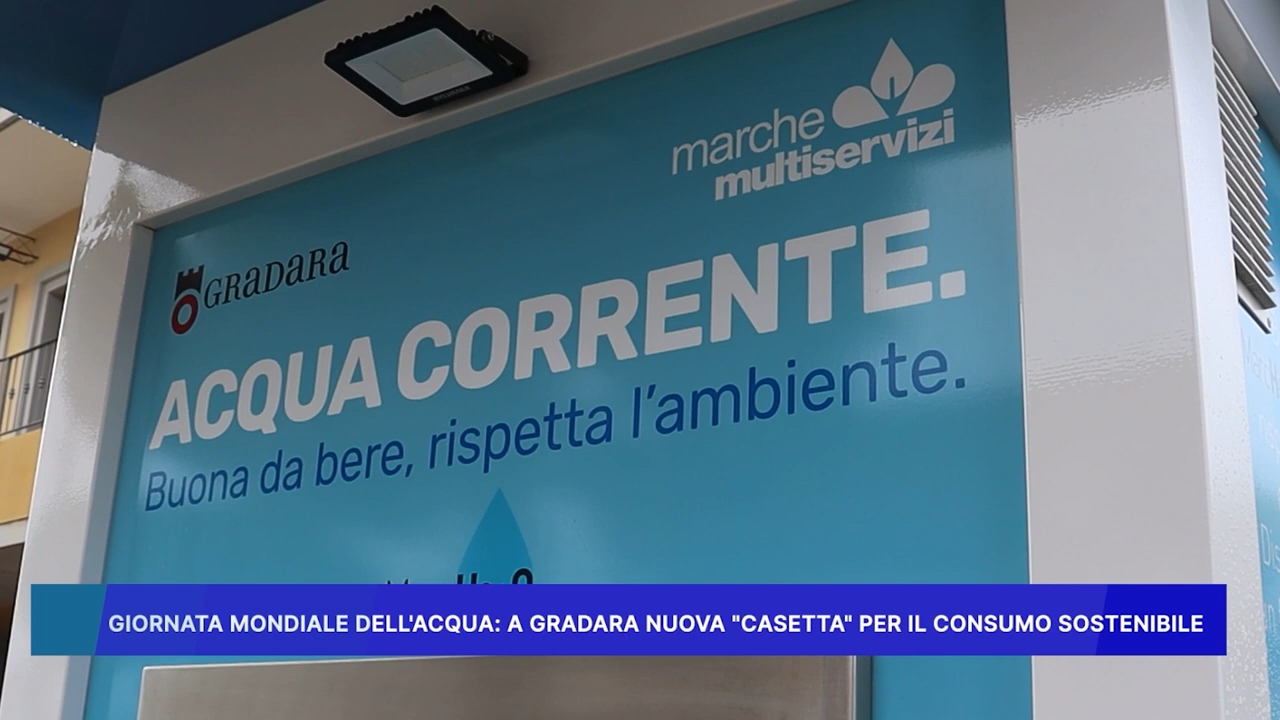 SYLVANIA
marche
multiservizi
GRaDaRa
ACQUA CORRENTE.
Buona da bere, rispetta l'ambiente.
GIORNATA MONDIALE DELL'ACQUA: A GRADARA NUOVA "CASETTA" PER IL CONSUMO SOSTENIBILE